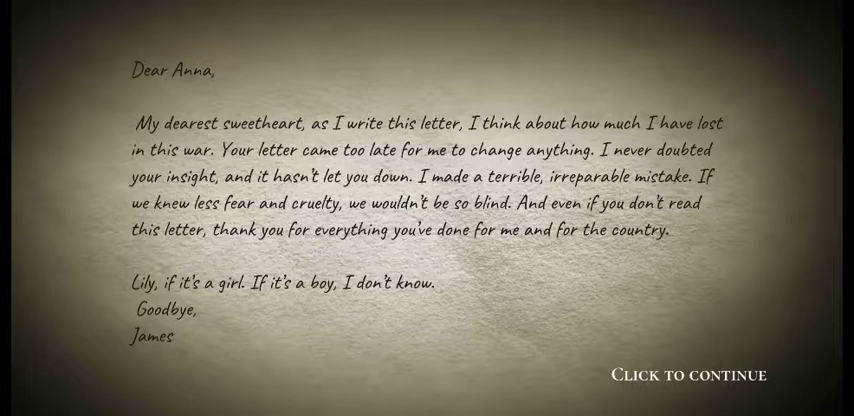 Dear Anna,
My dearest sweetheart, as I write this letter, I think about how much I have lost
in this war. Your letter came too late for me to change anything. I never doubted
your insight, and it hasn't let you down. I made a terrible, irreparable mistake. If
we knew less fear and cruelty, we wouldn't be so blind. And even if you don't read
this letter, thank you for everything you've done for me and for the country.
Lily, if it's a girl. If it's a boy, I don't know.
Goodbye,
James
Click to continue